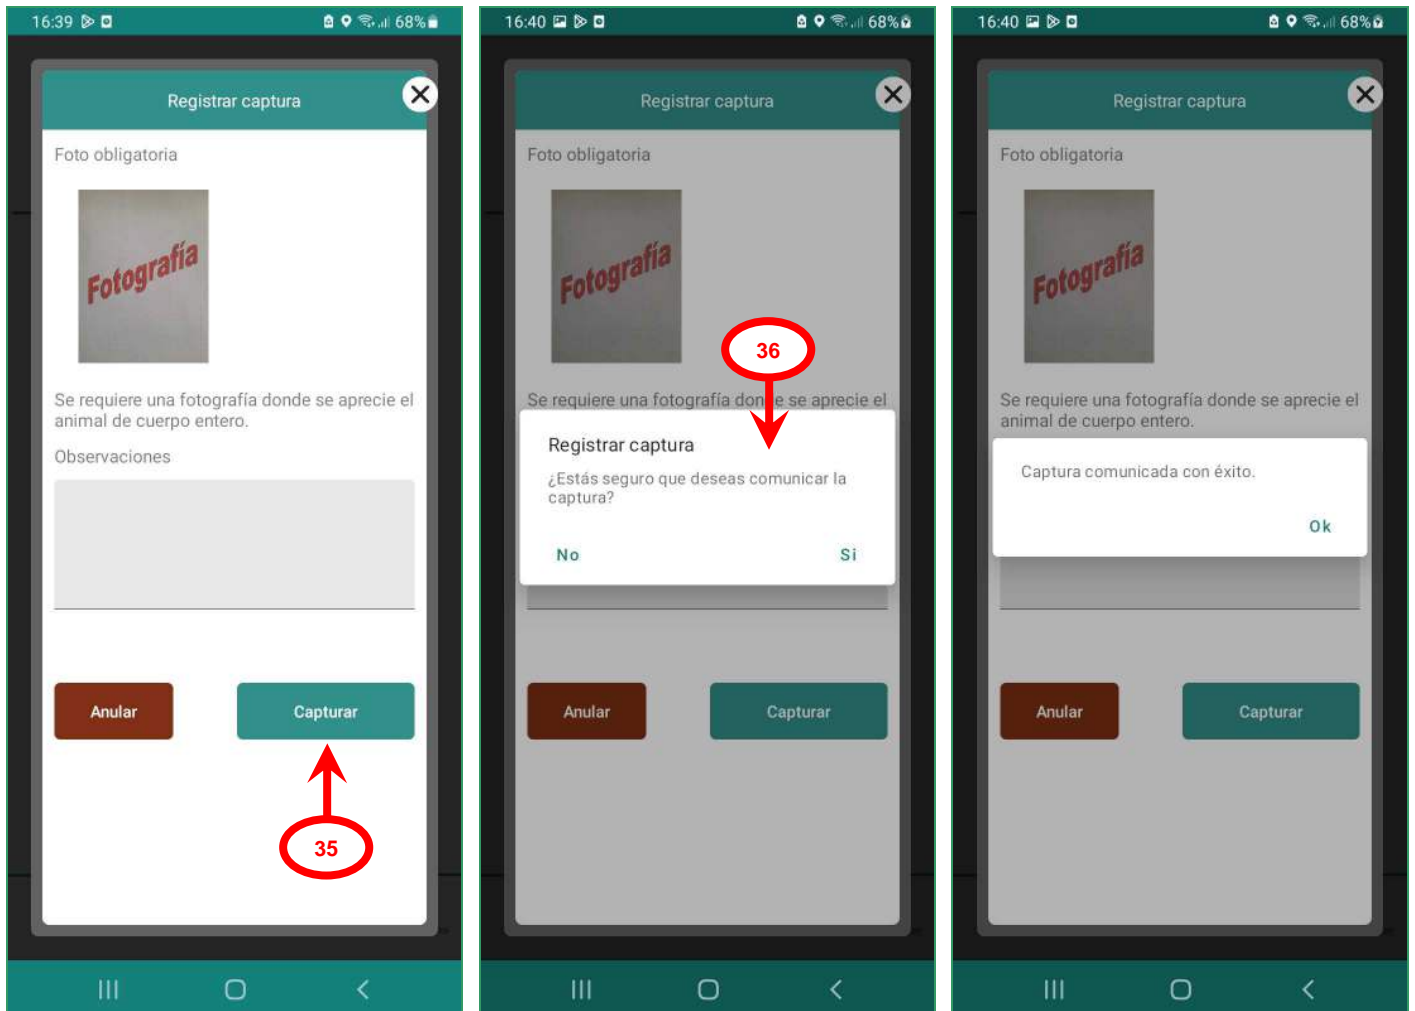 16:39
68%
Registrar captura
Foto obligatoria
Fotografía
Se requiere una fotografía donde se aprecie el
animal de cuerpo entero.
Observaciones
Anular
Capturar
35
16:40
68%
Registrar captura
Foto obligatoria
Fotografía
36
Se requiere una fotografía donde se aprecie el
Registrar captura
¿Estás seguro que deseas comunicar la
captura?
No
Si
Anular
Capturar
16:40
68%
Registrar captura
Foto obligatoria
Fotografía
Se requiere una fotografía donde se aprecie el
animal de cuerpo entero.
Captura comunicada con éxito.
Ok
Anular
Capturar